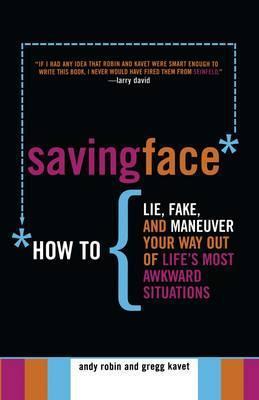 "IF I HAD ANY IDEA THAT ROBIN AND KAVET WERE SMART ENOUGH TO
WRITE THIS BOOK, I NEVER WOULD HAVE FIRED THEM FROM SEINFELD."
—larry david
savingface*
*HOW TO {
LIE, FAKE,
AND MANEUVER
YOUR WAY OUT
OF LIFE'S MOST
AWKWARD
SITUATIONS
andy robin and gregg kavet